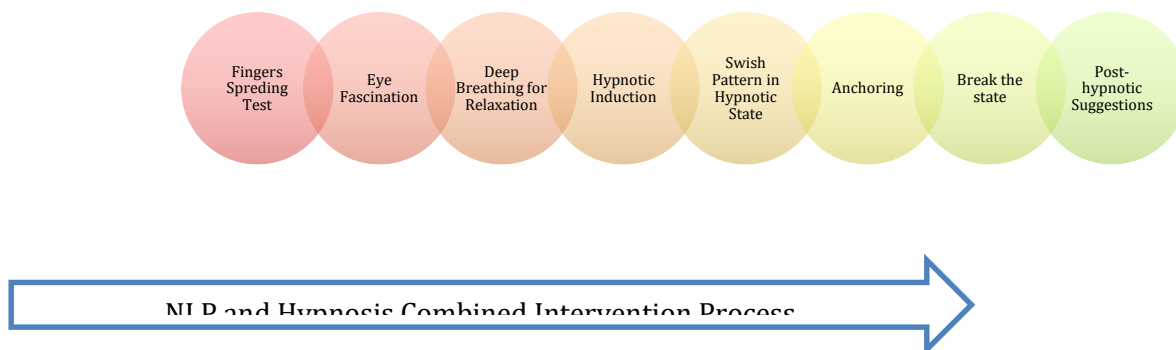 Fingers
Spreding
Test
Eye
Fascination
Deep
Breathing for
Relaxation
Hypnotic
Induction
Swish
Pattern in
Hypnotic
State
Anchoring
Break the
state
Post-
hypnotic
Suggestions
NLP and Hypnosis Combined Intervention Process